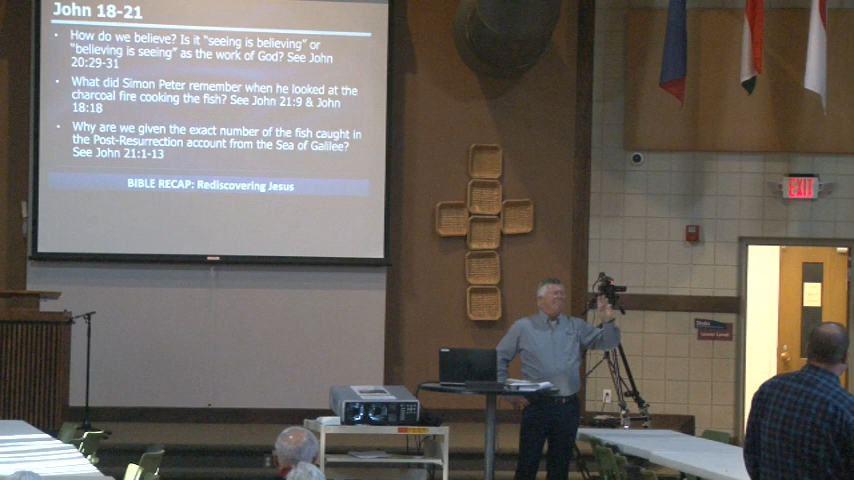 John 18-21
• How do we believe? Is it “seeing is believing” or
“believing is seeing” as the work of God? See John
20:29-31
• What did Simon Peter remember when he looked at the
charcoal fire cooking the fish? See John 21:9 & John
18:18
• Why are we given the exact number of the fish caught in
the Post-Resurrection account from the Sea of Galilee?
See John 21:1-13
BIBLE RECAP: Rediscovering Jesus
EXIT
Lower Level